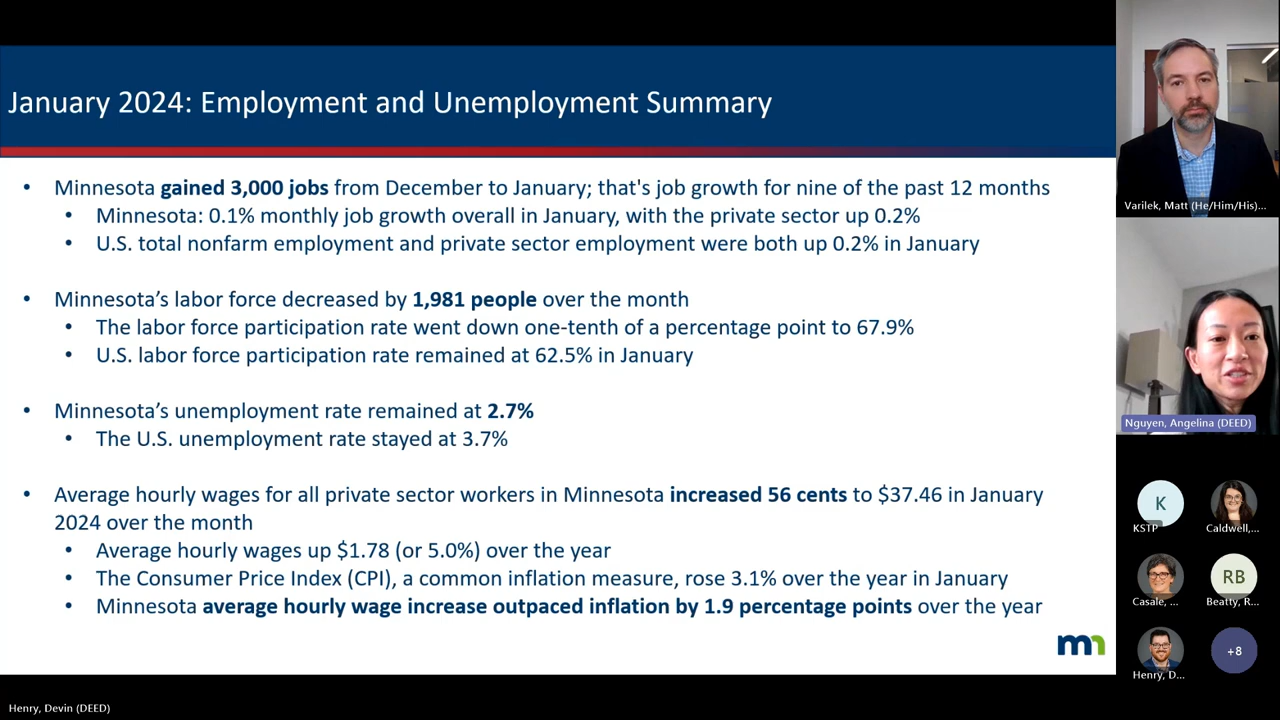 January 2024: Employment and Unemployment Summary
• Minnesota gained 3,000 jobs from December to January; that's job growth for nine of the past 12 months
• Minnesota: 0.1% monthly job growth overall in January, with the private sector up 0.2%
• U.S. total nonfarm employment and private sector employment were both up 0.2% in January
• Minnesota’s labor force decreased by 1,981 people over the month
• The labor force participation rate went down one-tenth of a percentage point to 67.9%
• U.S. labor force participation rate remained at 62.5% in January
• Minnesota’s unemployment rate remained at 2.7%
• The U.S. unemployment rate stayed at 3.7%
• Average hourly wages for all private sector workers in Minnesota increased 56 cents to $37.46 in January
2024 over the month
• Average hourly wages up $1.78 (or 5.0%) over the year
• The Consumer Price Index (CPI), a common inflation measure, rose 3.1% over the year in January
• Minnesota average hourly wage increase outpaced inflation by 1.9 percentage points over the year
mn
Henry, Devin (DEED)
Varilek, Matt (He/Him/His)...
Nguyen, Angelina (DEED)
K
KSTP
Caldwell,...
Casale, ...
RB
Beatty, R...
Henry, D...
+8